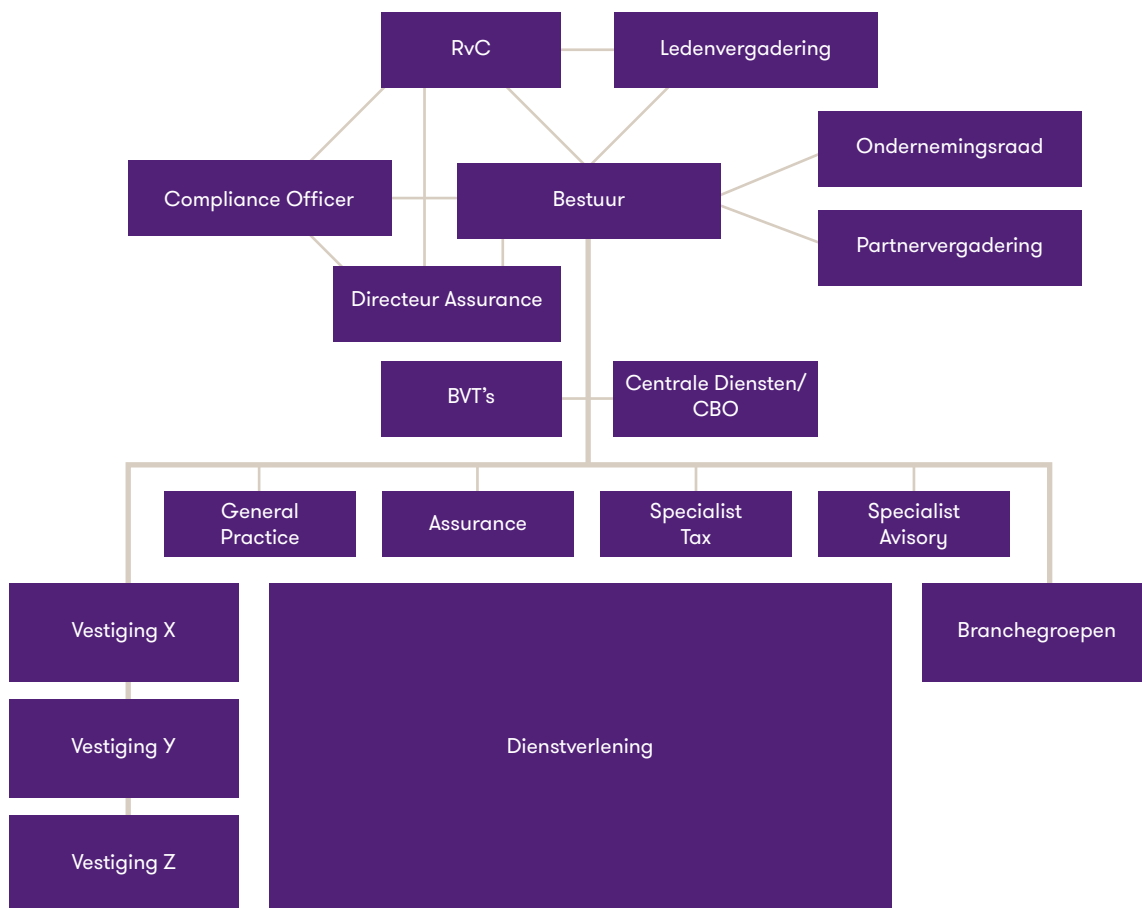 RvC
Ledenvergadering
Ondernemingsraad
Compliance Officer
Bestuur
Partnervergadering
Directeur Assurance
BVT's
Centrale Diensten/
CBO
General
Practice
Assurance
Specialist
Tax
Specialist
Avisory
Vestiging X
Branchegroepen
Vestiging Y
Dienstverlening
Vestiging Z